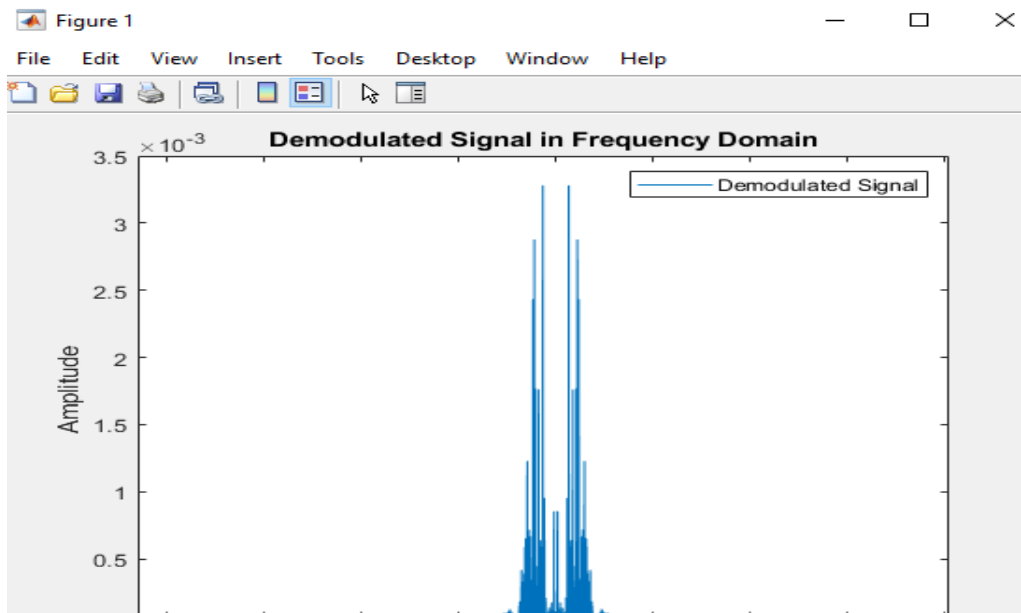 Figure 1
File Edit View Insert Tools Desktop Window Help
× 10⁻³
Demodulated Signal in Frequency Domain
3.5
Demodulated Signal
3
2.5
2
Amplitude
1.5
1
0.5